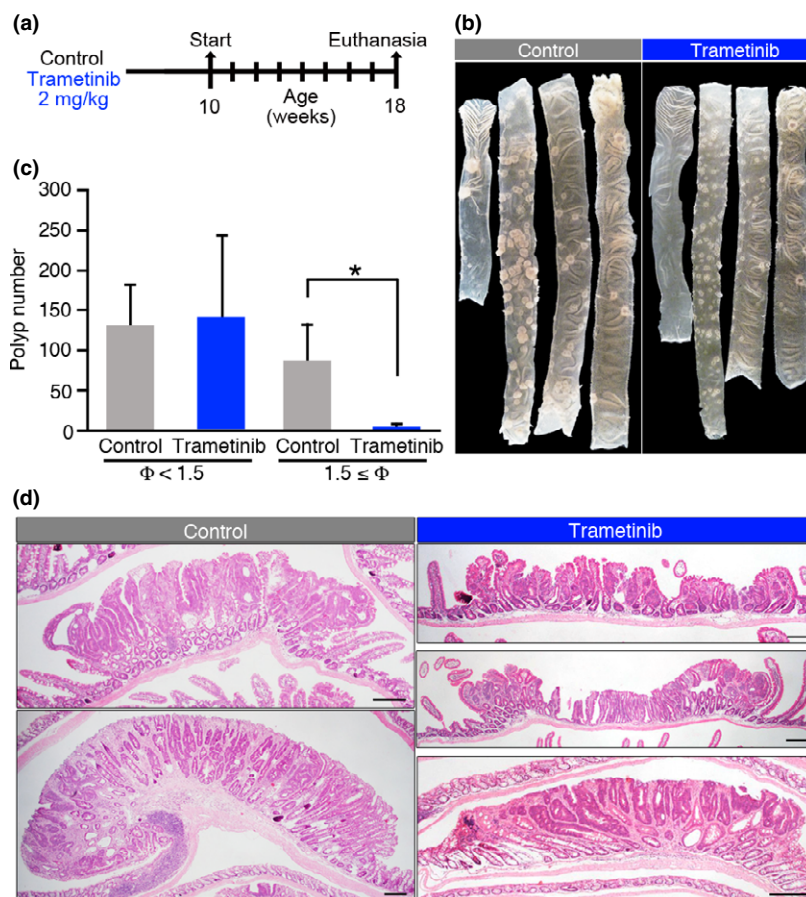 (a)
Start
Euthanasia
Control
Trametinib
2 mg/kg
10
Age
(weeks)
18
(b)
Control
Trametinib
(c)
Polyp number
300
250
200
150
100
50
0
*
Control
Trametinib
Control
Trametinib
Φ < 1.5
1.5 ≤ Φ
(d)
Control
Trametinib